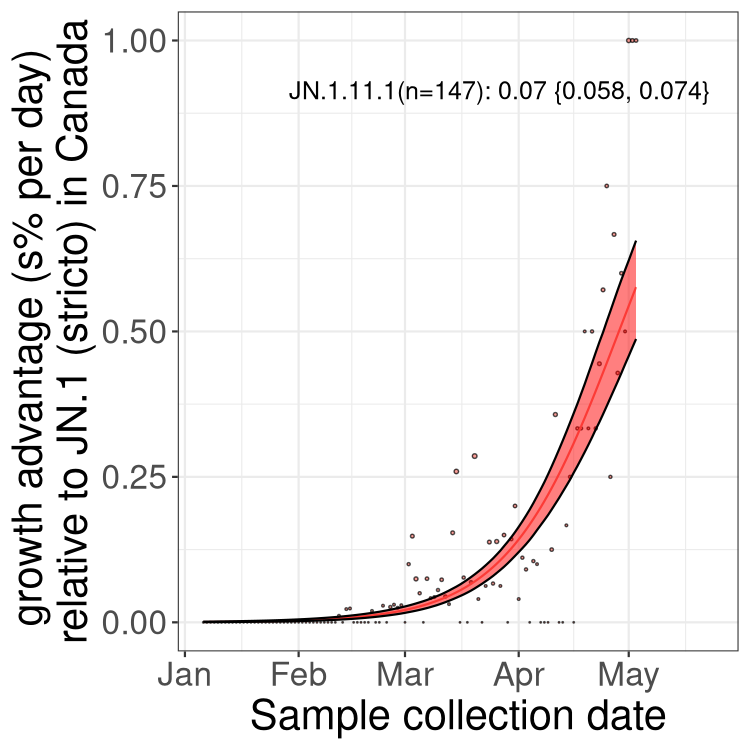 growth advantage (s% per day)
relative to JN.1 (stricto) in Canada
1.00
0.75
0.50
0.25
0.00
JN.1.11.1(n=147): 0.07 {0.058, 0.074}
Jan Feb Mar Apr May
Sample collection date